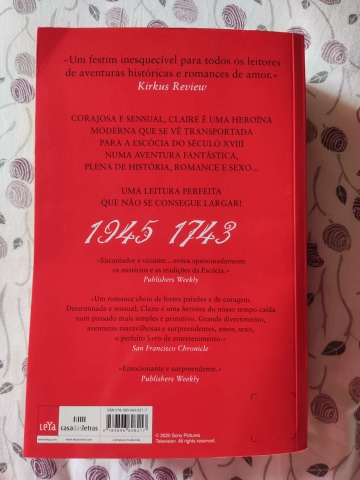 «Um festim inesquecível para todos os leitores
de aventuras históricas e romances de amor.»
Kirkus Review
CORAJOSA E SENSUAL, CLAIRE É UMA HEROÍNA
MODERNA QUE SE VÊ TRANSPORTADA
PARA A ESCÓCIA DO SÉCULO XVIII
NUMA AVENTURA FANTÁSTICA,
PLENA DE HISTÓRIA, ROMANCE E SEXO...
UMA LEITURA PERFEITA
QUE NÃO SE CONSEGUE LARGAR!
1945 1743
«Encantador e viciante... evoca apaixonadamente
os mistérios e as tradições da Escócia.»
Publishers Weekly
«Um romance cheio de fortes paixões e de coragem.
Determinada e sensual, Claire é uma heroína do nosso tempo caída
num passado mais simples e primitivo. Grande divertimento,
aventuras maravilhosas e surpreendentes, amor, sexo,
o perfeito livro de entretenimento.»
San Francisco Chronicle
«Emocionante e surpreendente.»
Publishers Weekly
LeYa
casadasletras
© 2020 Sony Pictures
Television. All rights reserved.